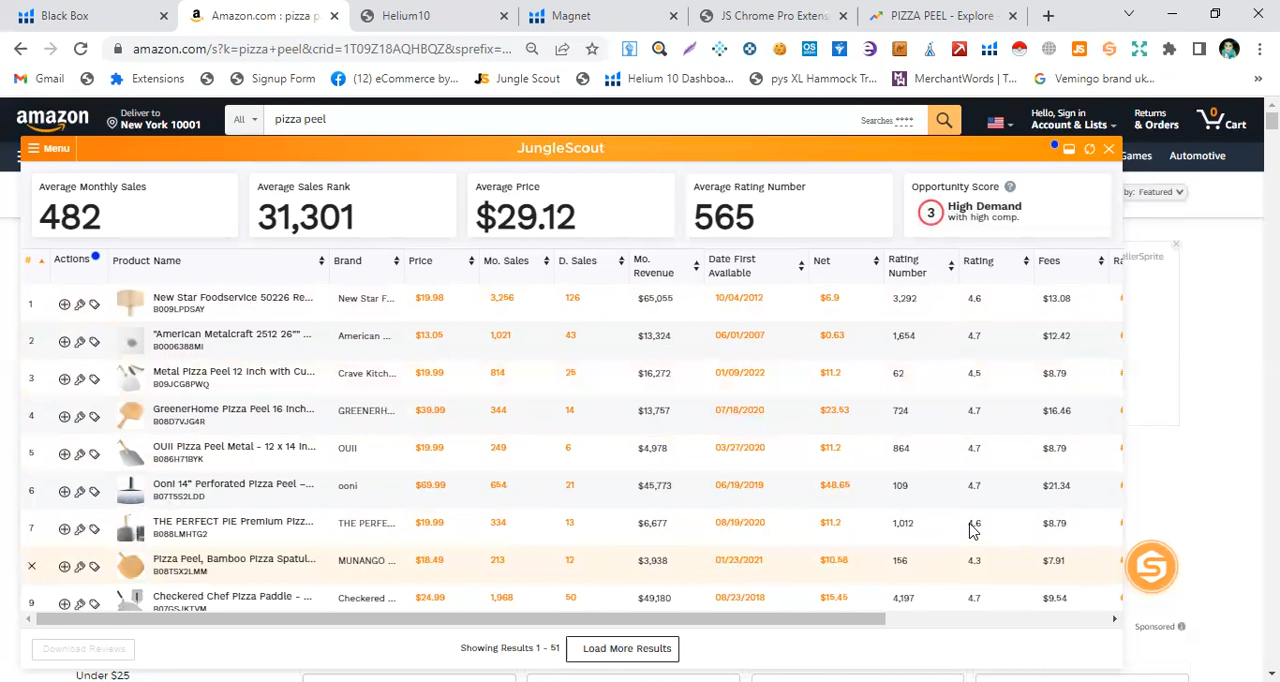 Black Box
Amazon.com : pizza p
Helium10
Magnet
JS Chrome Pro Extens
PIZZA PEEL - Explore
amazon.com/s?k=pizza+peel&crid=1T09Z18AQHBQZ&sprefix=...
Gmail
Extensions
Signup Form
(12) eCommerce by...
Jungle Scout
Helium 10 Dashboa...
pys XL Hammock Tr...
MerchantWords | T...
Vemingo brand uk...
amazon
Deliver to
New York 10001
All
pizza peel
Searches ****
Hello, Sign in
Account & Lists
Returns
& Orders
0
Cart
Menu
JungleScout
Games
Automotive
by: Featured
Average Monthly Sales
482
Average Sales Rank
31,301
Average Price
$29.12
Average Rating Number
565
Opportunity Score
3
High Demand
with high comp.
# Actions Product Name Brand Price Mo. Sales D. Sales Mo. Revenue Date First Available Net Rating Number Rating Fees Ra
1 New Star Foodservice 50226 Re... B009LPDSAY New Star F... $19.98 3,256 126 $65,055 10/04/2012 $6.9 3,292 4.6 $13.08
2 "American Metalcraft 2512 26"" ... B0006388MI American ... $13.05 1,021 43 $13,324 06/01/2007 $0.63 1,654 4.7 $12.42
3 Metal Pizza Peel 12 Inch with Cu... B09JCG8PWQ Crave Kitch... $19.99 814 25 $16,272 01/09/2022 $11.2 62 4.5 $8.79
4 GreenerHome Pizza Peel 16 Inch... B08D7VJG4R GREENERH... $39.99 344 14 $13,757 07/18/2020 $23.53 724 4.7 $16.46
5 OUII Pizza Peel Metal - 12 x 14 In... B086H71BYK OUII $19.99 249 6 $4,978 03/27/2020 $11.2 864 4.7 $8.79
6 Ooni 14" Perforated Pizza Peel –... B07T5S2LDD ooni $69.99 654 21 $45,773 06/19/2019 $48.65 109 4.7 $21.34
7 THE PERFECT PIE Premium Pizz... B088LMHTG2 THE PERFE... $19.99 334 13 $6,677 08/19/2020 $11.2 1,012 4.6 $8.79
Pizza Peel, Bamboo Pizza Spatul... B08TSX2LMM MUNANGO ... $18.49 213 12 $3,938 01/23/2021 $10.58 156 4.3 $7.91
9 Checkered Chef Pizza Paddle - ... B07GSJKTVM Checkered ... $24.99 1,968 50 $49,180 08/23/2018 $15.45 4,197 4.7 $9.54
Download Reviews
Showing Results 1 - 51
Load More Results
Sponsored
Under $25